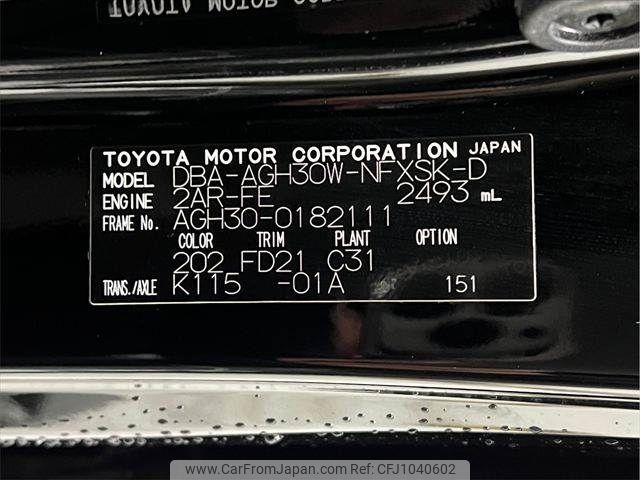 TOYOTA MOTOR CORPORATION JAPAN
MODEL DBA-AGH30W-NFXSK-D
ENGINE 2AR-FE 2493 mL
FRAME No. AGH30-0182111
COLOR TRIM PLANT OPTION
202 FD21 C31
TRANS./AXLE K115 -01A 151
www.CarFromJapan.com - ID:CFJ1040602